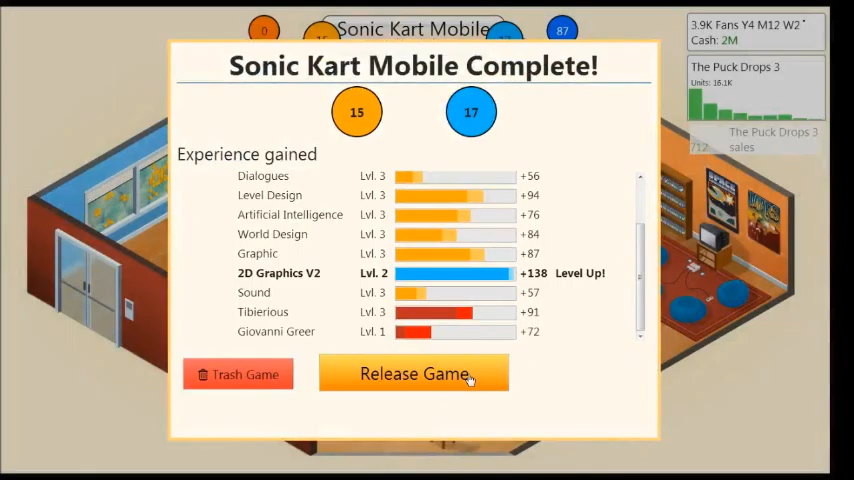 0
15
Sonic Kart Mobile
17
87
3.9K Fans Y4 M12 W2
Cash: 2M
The Puck Drops 3
Units: 16.1K
712
The Puck Drops 3
sales
Sonic Kart Mobile Complete!
15
17
Experience gained
Dialogues Lvl. 3 +56
Level Design Lvl. 3 +94
Artificial Intelligence Lvl. 3 +76
World Design Lvl. 3 +84
Graphic Lvl. 3 +87
2D Graphics V2 Lvl. 2 +138 Level Up!
Sound Lvl. 3 +57
Tibierious Lvl. 3 +91
Giovanni Greer Lvl. 1 +72
Trash Game
Release Game
SPACE